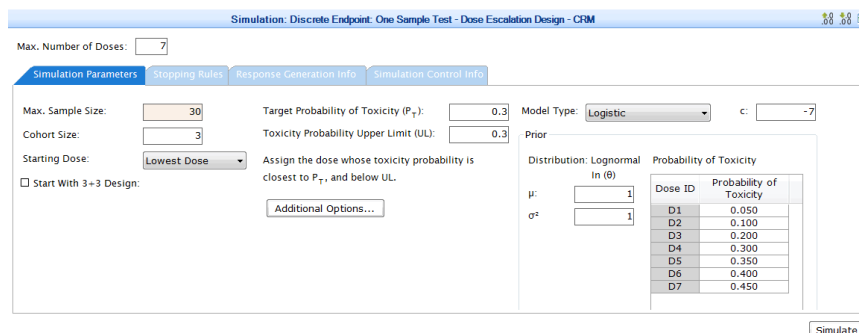 Simulation: Discrete Endpoint: One Sample Test - Dose Escalation Design - CRM
Max. Number of Doses: 7
Simulation Parameters Stopping Rules Response Generation Info Simulation Control Info
Max. Sample Size: 30 Target Probability of Toxicity (PT): 0.3 Model Type: Logistic c: -7
Cohort Size: 3 Toxicity Probability Upper Limit (UL): 0.3 Prior
Starting Dose: Lowest Dose Assign the dose whose toxicity probability is Distribution: Lognormal Probability of Toxicity
closest to PT, and below UL. ln (θ)
Start With 3+3 Design:
Dose ID Probability of Toxicity
μ: 1
Additional Options...
σ² 1
D1 0.050
D2 0.100
D3 0.200
D4 0.300
D5 0.350
D6 0.400
D7 0.450
Simulate